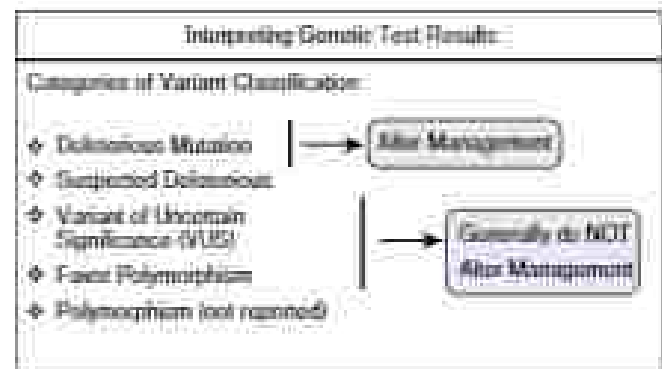 Interpreting Genetic Test Results
Categories of Variant Classification
❖ Deleterious Mutation
❖ Suspected Deleterious
❖ Variant of Uncertain
Significance (VUS)
❖ Favor Polymorphism
❖ Polymorphism (not reported)
Alter Management
Generally do NOT
Alter Management